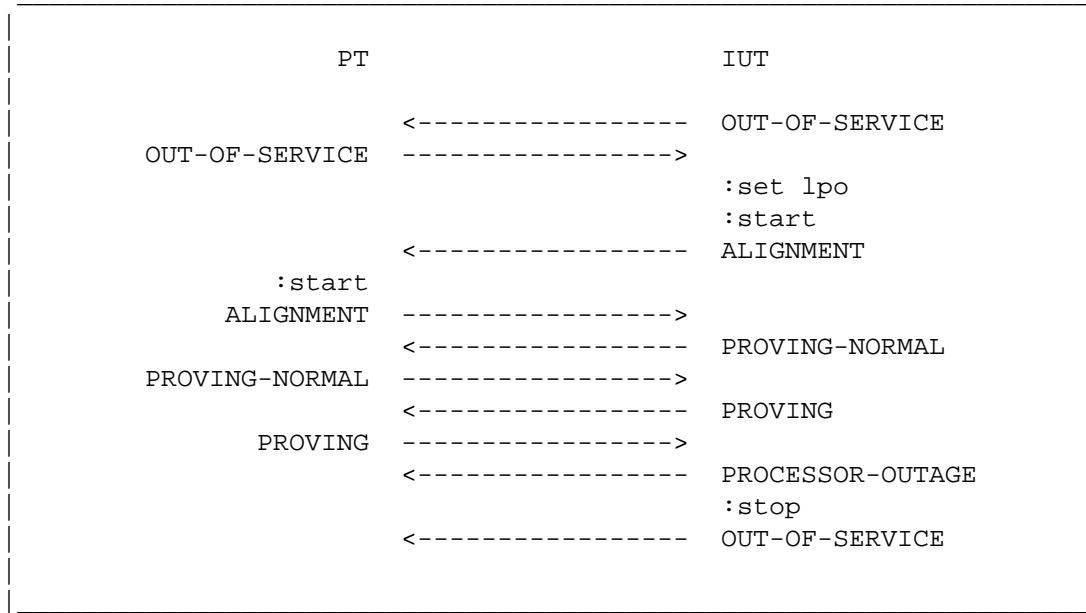 PT IUT
<----------------- OUT-OF-SERVICE
OUT-OF-SERVICE ----------------->
:set lpo
:start
<----------------- ALIGNMENT
:start
ALIGNMENT ----------------->
<----------------- PROVING-NORMAL
PROVING-NORMAL ----------------->
<----------------- PROVING
PROVING ----------------->
<----------------- PROCESSOR-OUTAGE
:stop
<----------------- OUT-OF-SERVICE